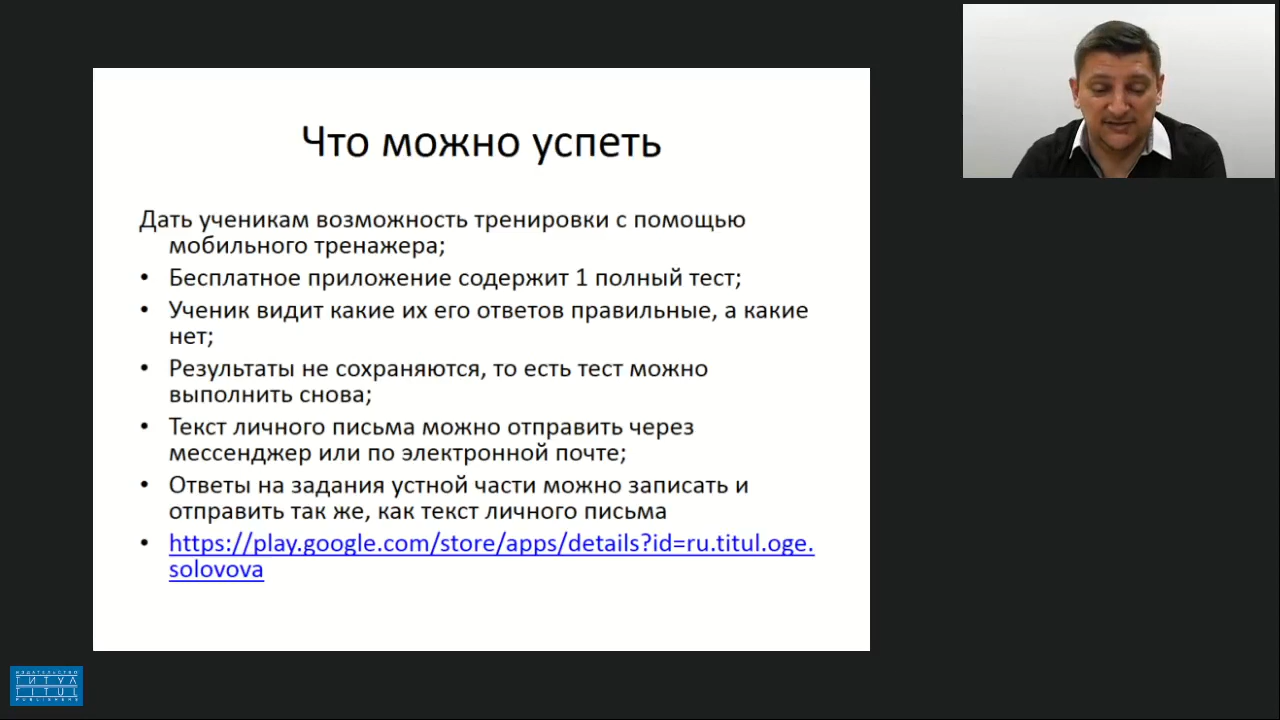 Что можно успеть
Дать ученикам возможность тренировки с помощью
мобильного тренажера;
• Бесплатное приложение содержит 1 полный тест;
• Ученик видит какие их его ответов правильные, а какие
нет;
• Результаты не сохраняются, то есть тест можно
выполнить снова;
• Текст личного письма можно отправить через
мессенджер или по электронной почте;
• Ответы на задания устной части можно записать и
отправить так же, как текст личного письма
• https://play.google.com/store/apps/details?id=ru.titul.oge.
solovova
ИЗДАТЕЛЬСТВО
ТИТУЛ
TITUL
PUBLISHERS